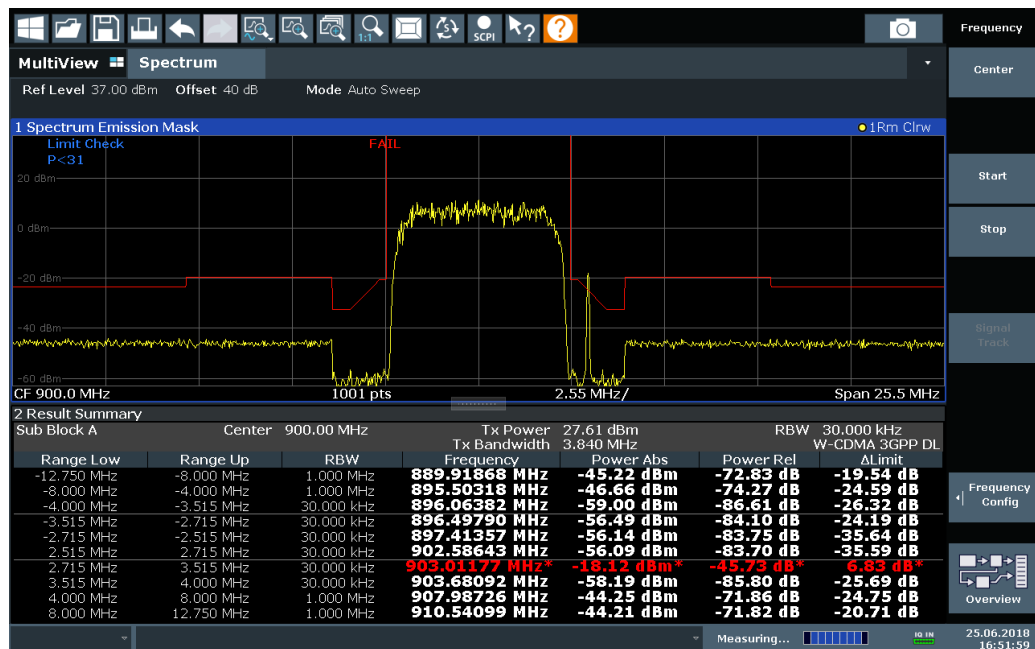 1:1 SCPI ?  ?
Frequency
MultiView Spectrum
Center
Ref Level 37.00 dBm Offset 40 dB Mode Auto Sweep
1 Spectrum Emission Mask 1Rm Clrw
Limit Check FAIL
P<31
20 dBm
Start
0 dBm
Stop
-20 dBm
-40 dBm
Signal
Track
-60 dBm
CF 900.0 MHz 1001 pts 2.55 MHz/ Span 25.5 MHz
2 Result Summary
Sub Block A Center 900.00 MHz Tx Power 27.61 dBm RBW 30.000 kHz
Tx Bandwidth 3.840 MHz W-CDMA 3GPP DL
Range Low Range Up RBW Frequency Power Abs Power Rel ΔLimit
-12.750 MHz -8.000 MHz 1.000 MHz 889.91868 MHz -45.22 dBm -72.83 dB -19.54 dB
-8.000 MHz -4.000 MHz 1.000 MHz 895.50318 MHz -46.66 dBm -74.27 dB -24.59 dB
-4.000 MHz -3.515 MHz 30.000 kHz 896.06382 MHz -59.00 dBm -86.61 dB -26.32 dB
-3.515 MHz -2.715 MHz 30.000 kHz 896.49790 MHz -56.49 dBm -84.10 dB -24.19 dB
-2.715 MHz -2.515 MHz 30.000 kHz 897.41357 MHz -56.14 dBm -83.75 dB -35.64 dB
2.515 MHz 2.715 MHz 30.000 kHz 902.58643 MHz -56.09 dBm -83.70 dB -35.59 dB
2.715 MHz 3.515 MHz 30.000 kHz 903.01177 MHz* -18.12 dBm* -45.73 dB* 6.83 dB*
3.515 MHz 4.000 MHz 30.000 kHz 903.68092 MHz -58.19 dBm -85.80 dB -25.69 dB
4.000 MHz 8.000 MHz 1.000 MHz 907.98726 MHz -44.25 dBm -71.86 dB -24.75 dB
8.000 MHz 12.750 MHz 1.000 MHz 910.54099 MHz -44.21 dBm -71.82 dB -20.71 dB
Frequency
Config
Overview
Measuring... IQ IN 25.06.2018
16:51:59